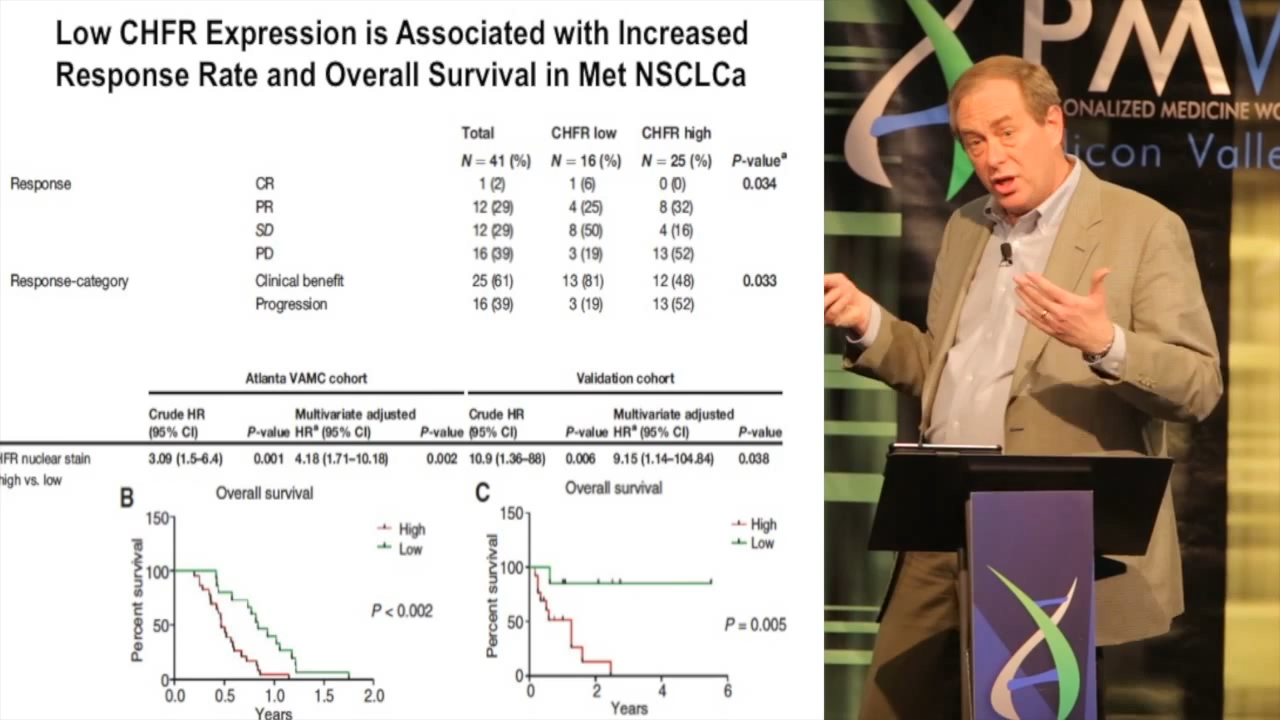 Low CHFR Expression is Associated with Increased
Response Rate and Overall Survival in Met NSCLCa
Total CHFR low CHFR high
N = 41 (%) N = 16 (%) N = 25 (%) P-valueª
Response CR 1 (2) 1 (6) 0 (0) 0.034
PR 12 (29) 4 (25) 8 (32)
SD 12 (29) 8 (50) 4 (16)
PD 16 (39) 3 (19) 13 (52)
Response-category Clinical benefit 25 (61) 13 (81) 12 (48) 0.033
Progression 16 (39) 3 (19) 13 (52)
Atlanta VAMC cohort Validation cohort
Crude HR Multivariate adjusted Crude HR Multivariate adjusted
(95% CI) P-value HRª (95% CI) P-value (95% CI) P-value HRª (95% CI) P-value
HFR nuclear stain 3.09 (1.5–6.4) 0.001 4.18 (1.71–10.18) 0.002 10.9 (1.36–88) 0.006 9.15 (1.14–104.84) 0.038
high vs. low
B Overall survival
150
100
50
0
Percent survival
High
Low
P < 0.002
0.0 0.5 1.0 1.5 2.0
Years
C Overall survival
150
100
50
0
Percent survival
High
Low
P = 0.005
0 2 4 6
Years
PMW
ONALIZED MEDICINE WO
icon Valle